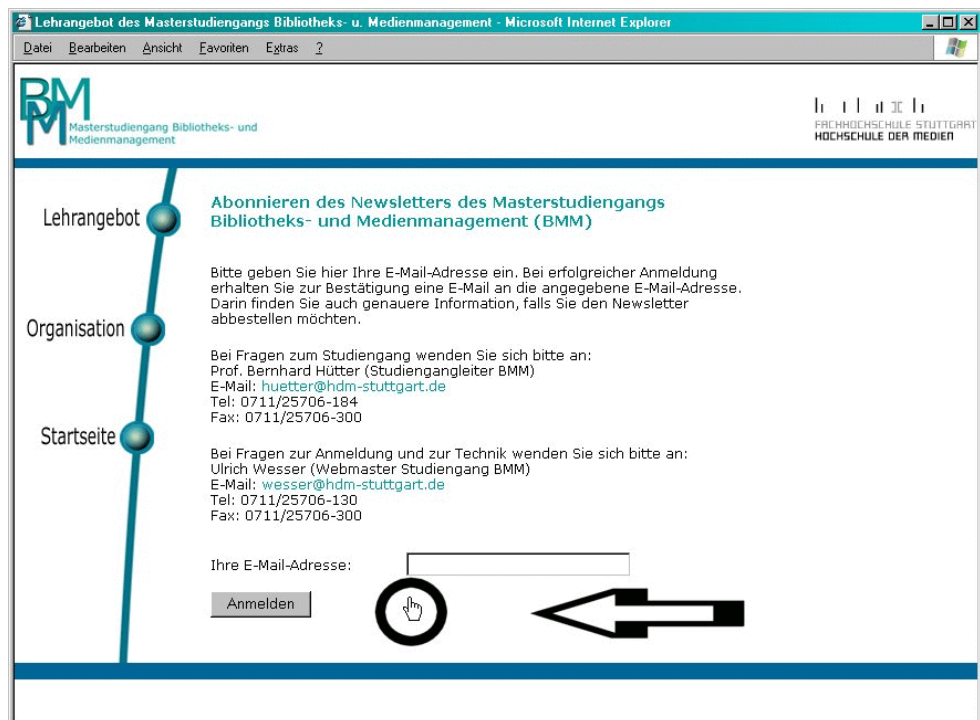 Lehrangebot des Masterstudiengangs Bibliotheks- u. Medienmanagement - Microsoft Internet Explorer
Datei Bearbeiten Ansicht Favoriten Extras ?
BMM
Masterstudiengang Bibliotheks- und
Medienmanagement
FACHHOCHSCHULE STUTTGART
HOCHSCHULE DER MEDIEN
Lehrangebot
Organisation
Startseite
Abonnieren des Newsletters des Masterstudiengangs
Bibliotheks- und Medienmanagement (BMM)
Bitte geben Sie hier Ihre E-Mail-Adresse ein. Bei erfolgreicher Anmeldung
erhalten Sie zur Bestätigung eine E-Mail an die angegebene E-Mail-Adresse.
Darin finden Sie auch genauere Information, falls Sie den Newsletter
abbestellen möchten.
Bei Fragen zum Studiengang wenden Sie sich bitte an:
Prof. Bernhard Hütter (Studiengangleiter BMM)
E-Mail: huetter@hdm-stuttgart.de
Tel: 0711/25706-184
Fax: 0711/25706-300
Bei Fragen zur Anmeldung und zur Technik wenden Sie sich bitte an:
Ulrich Wesser (Webmaster Studiengang BMM)
E-Mail: wesser@hdm-stuttgart.de
Tel: 0711/25706-130
Fax: 0711/25706-300
Ihre E-Mail-Adresse:
Anmelden